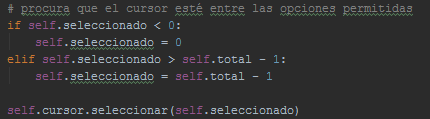 # procura que el cursor esté entre las opciones permitidas
if self.seleccionado < 0:
    self.seleccionado = 0
elif self.seleccionado > self.total - 1:
    self.seleccionado = self.total - 1

self.cursor.seleccionar(self.seleccionado)